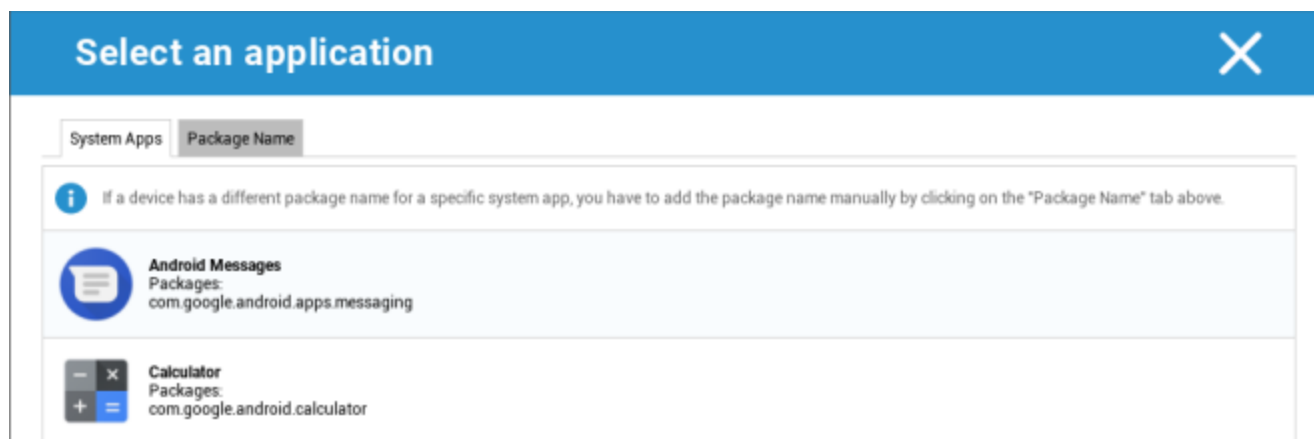 Select an application
System Apps
Package Name
If a device has a different package name for a specific system app, you have to add the package name manually by clicking on the "Package Name" tab above.
Android Messages
Packages:
com.google.android.apps.messaging
Calculator
Packages:
com.google.android.calculator